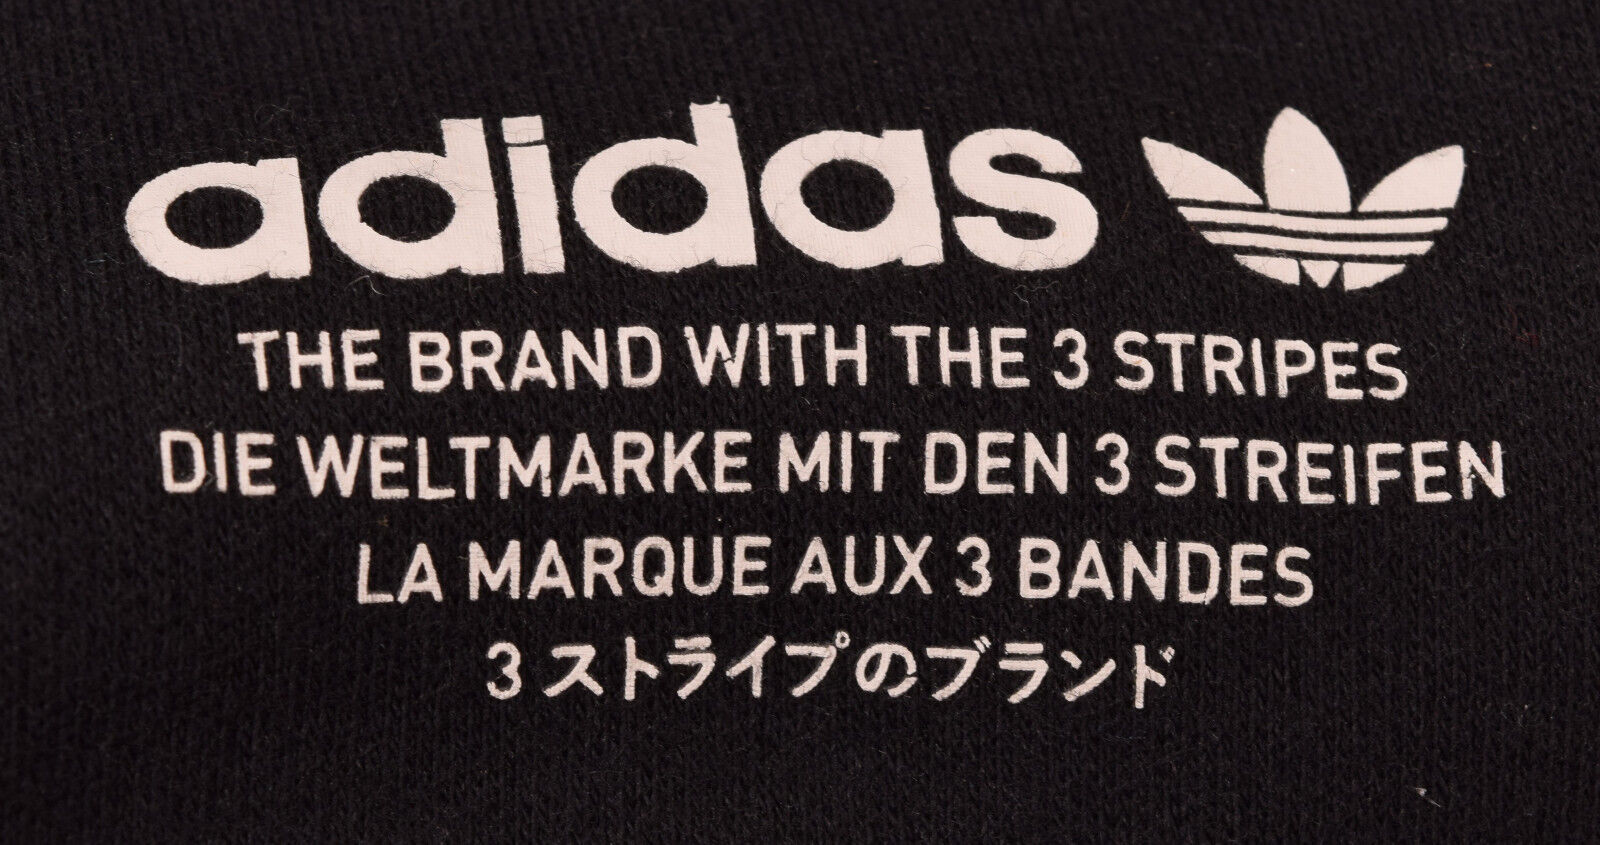 adidas
THE BRAND WITH THE 3 STRIPES
DIE WELTMARKE MIT DEN 3 STREIFEN
LA MARQUE AUX 3 BANDES
3ストライプのブランド